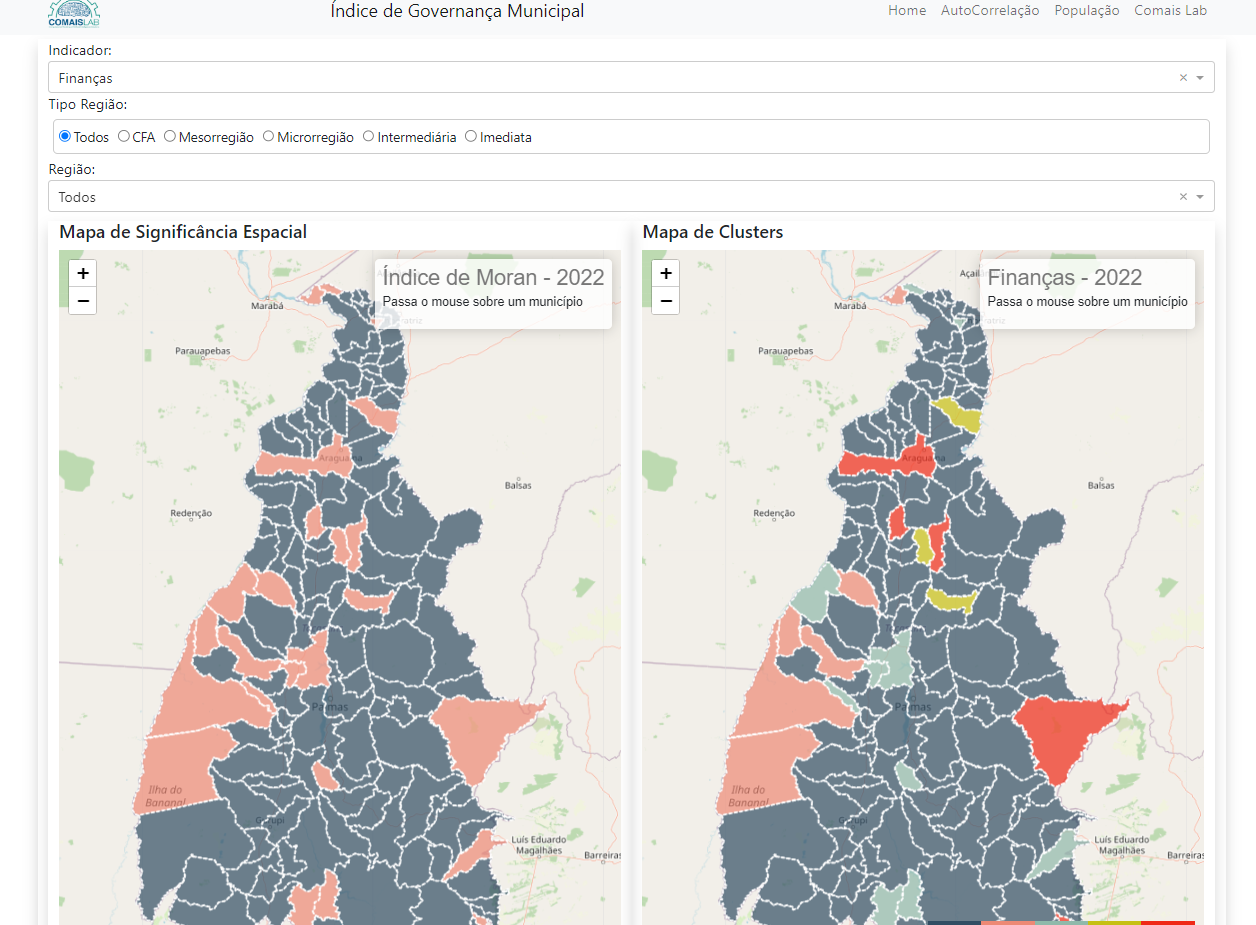 COMAISLAB
Índice de Governança Municipal
Home AutoCorrelação População Comais Lab
Indicador:
Finanças
Tipo Região:
Todos CFA Mesorregião Microrregião Intermediária Imediata
Região:
Todos
Mapa de Significância Espacial
+
−
Índice de Moran - 2022
Passa o mouse sobre um município
Marabá
Parauapebas
Araguaína
Balsas
Redenção
Palmas
Ilha do
Bananal
Gurupi
Luís Eduardo
Magalhães
Barreiras
Mapa de Clusters
+
−
Finanças - 2022
Passa o mouse sobre um município
Marabá
Parauapebas
Araguaína
Balsas
Redenção
Palmas
Ilha do
Bananal
Gurupi
Luís Eduardo
Magalhães
Barreiras